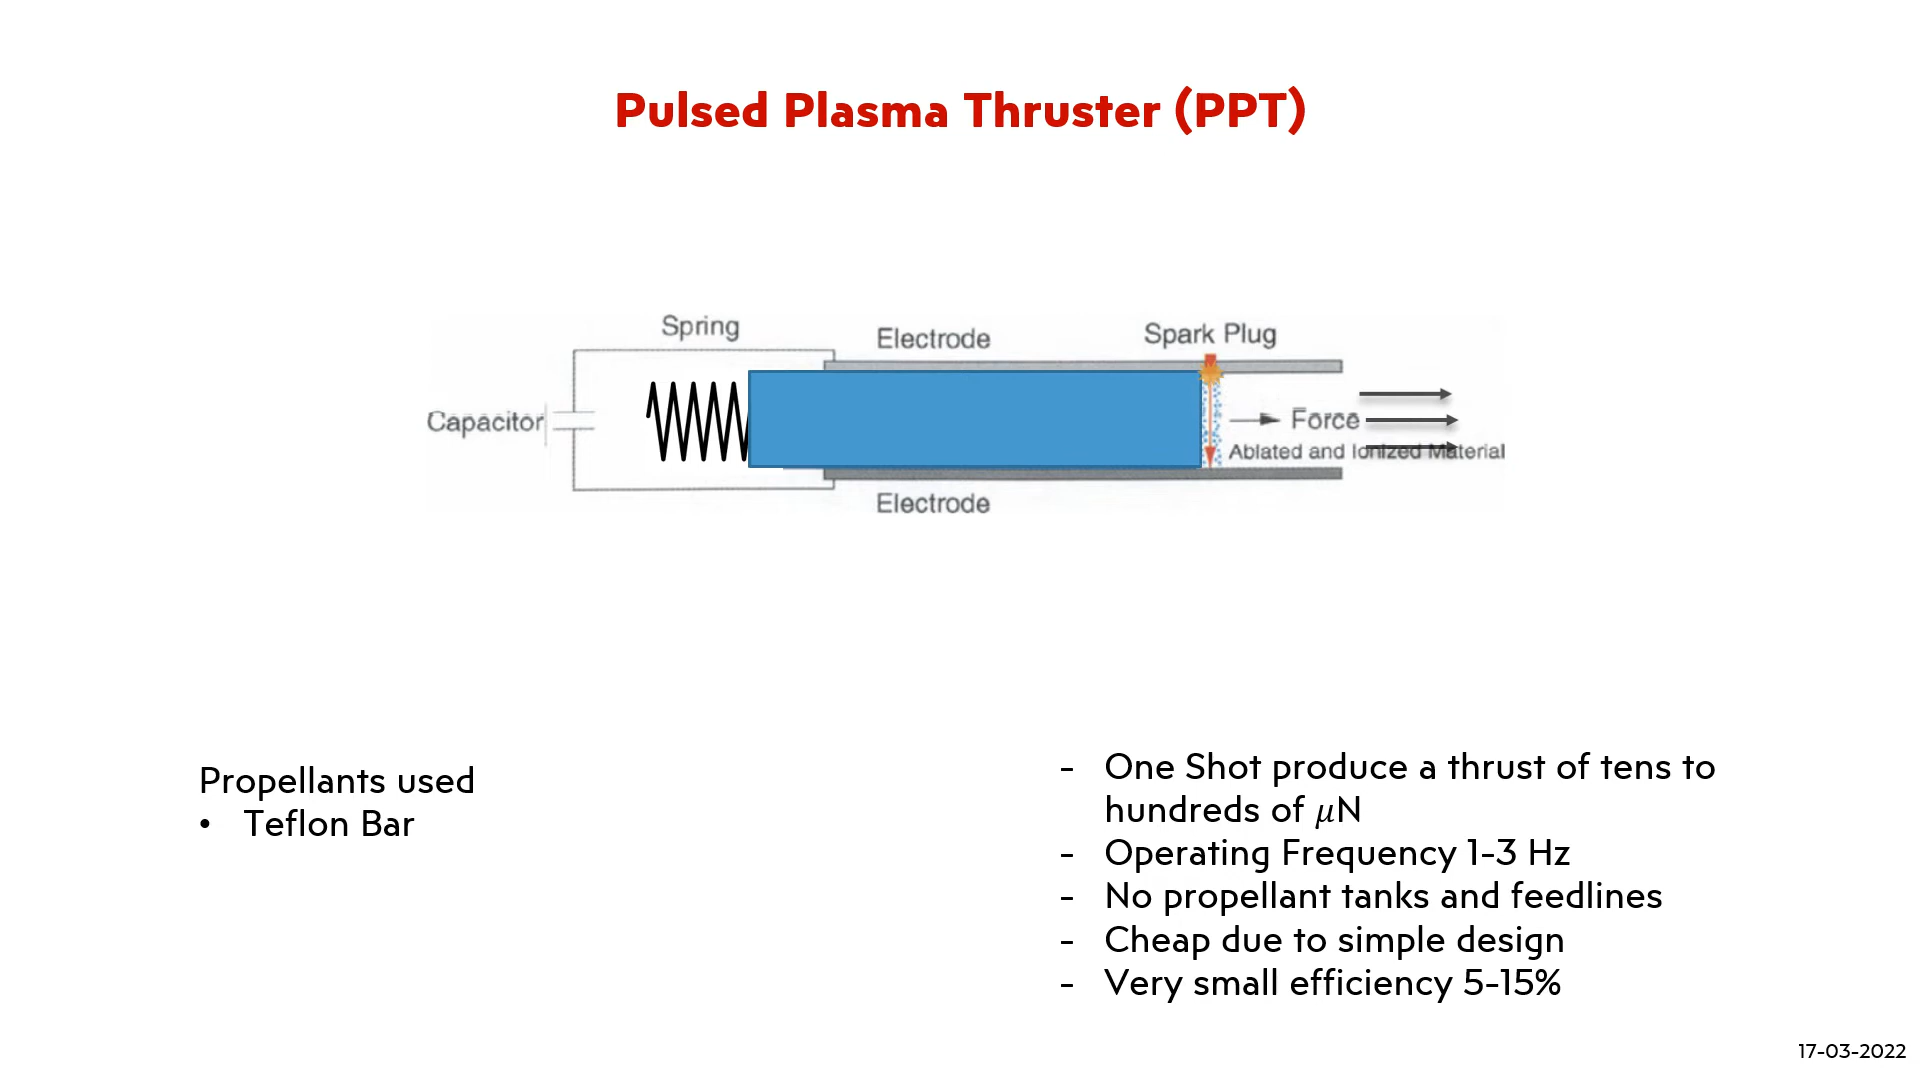 Pulsed Plasma Thruster (PPT)
Spring
Electrode
Spark Plug
Capacitor
Force
Ablated and Ionized Material
Electrode
Propellants used
• Teflon Bar
- One Shot produce a thrust of tens to
hundreds of μN
- Operating Frequency 1-3 Hz
- No propellant tanks and feedlines
- Cheap due to simple design
- Very small efficiency 5-15%
17-03-2022